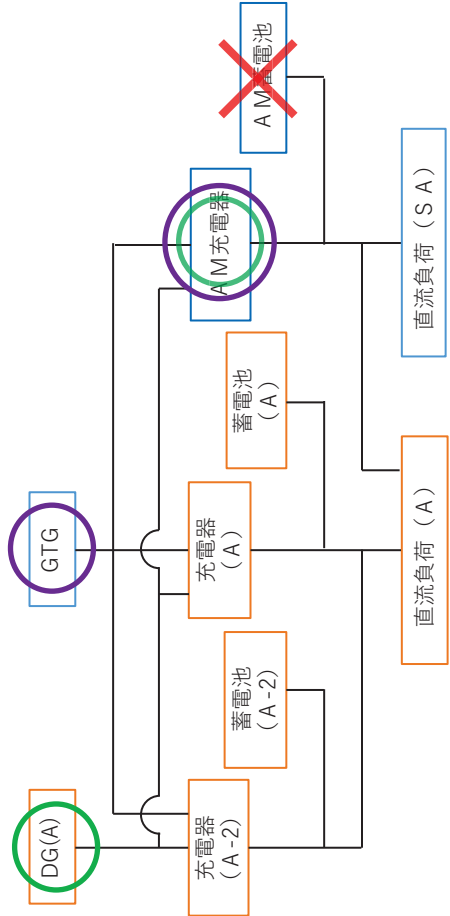 DG(A)
GTG
充電器
(A-2)
蓄電池
(A-2)
充電器
(A)
蓄電池
(A)
AM充電器
AM蓄電池
直流負荷 (A)
直流負荷 (SA)